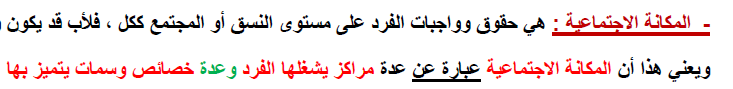 - المكانة الاجتماعية : هي حقوق وواجبات الفرد على مستوى النسق أو المجتمع ككل ، فلأب قد يكون
ويعني هذا أن المكانة الاجتماعية عبارة عن عدة مراكز يشغلها الفرد وعدة خصائص وسمات يتميز بها